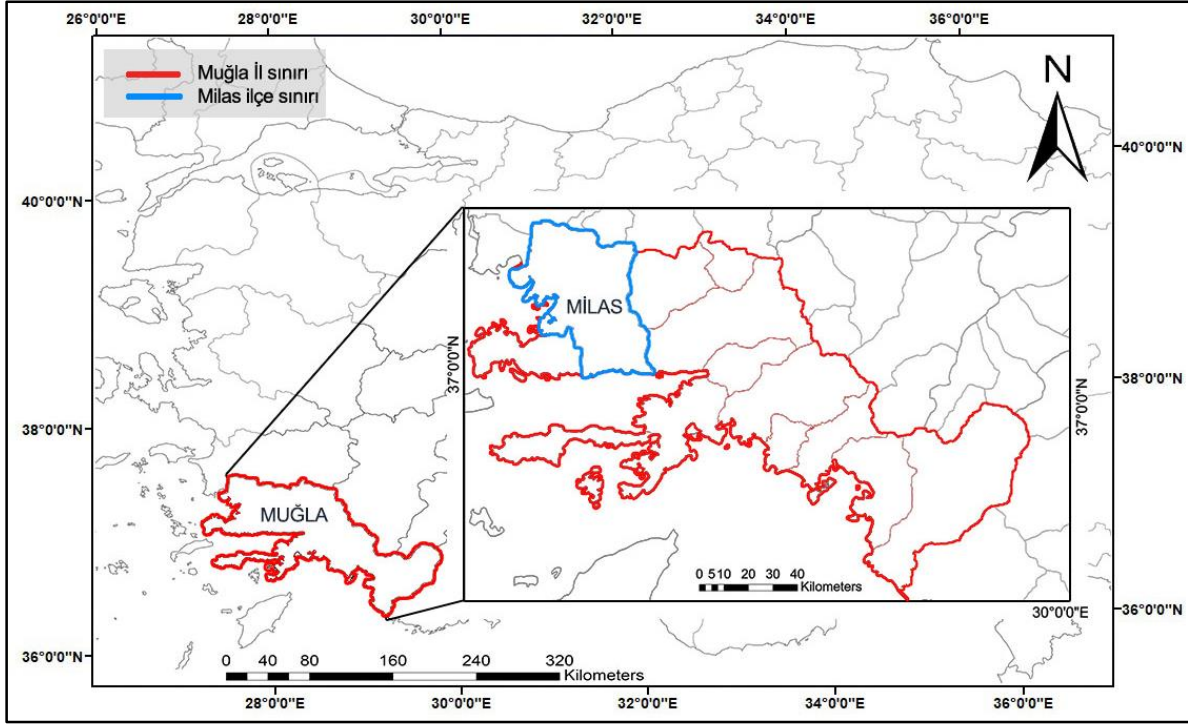 26°0'0"E 28°0'0"E 30°0'0"E 32°0'0"E 34°0'0"E 36°0'0"E
Muğla İl sınırı
Milas ilçe sınırı
N
40°0'0"N
40°0'0"N
MİLAS
37°0'0"N
37°0'0"N
38°0'0"N
38°0'0"N
MUĞLA
0 510 20 30 40
Kilometers
30°0'0"E
36°0'0"N
36°0'0"N
0 40 80 160 240 320
Kilometers
28°0'0"E 30°0'0"E 32°0'0"E 34°0'0"E 36°0'0"E